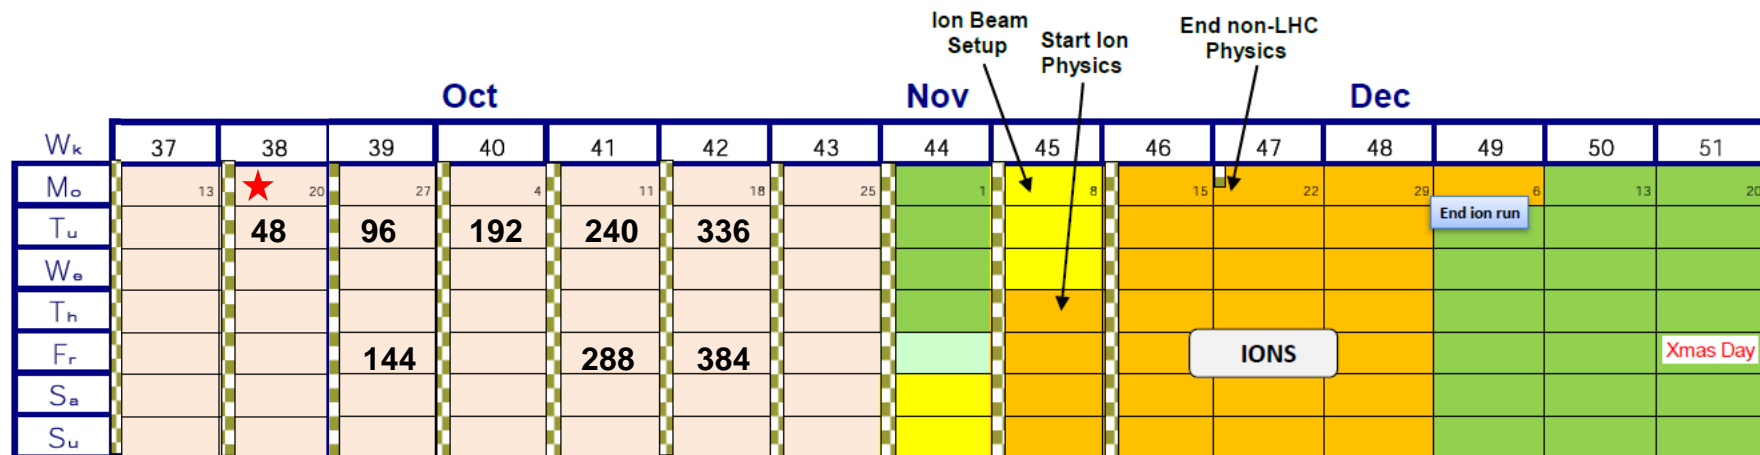 Ion Beam
Setup
Start Ion
Physics
End non-LHC
Physics
Oct Nov Dec
Wk 37 38 39 40 41 42 43 44 45 46 47 48 49 50 51
Mo 13 20 27 4 11 18 25 1 8 15 22 29 6 13 20
End ion run
Tu 48 96 192 240 336
We
Th
Fr 144 288 384 IONS Xmas Day
Sa
Su